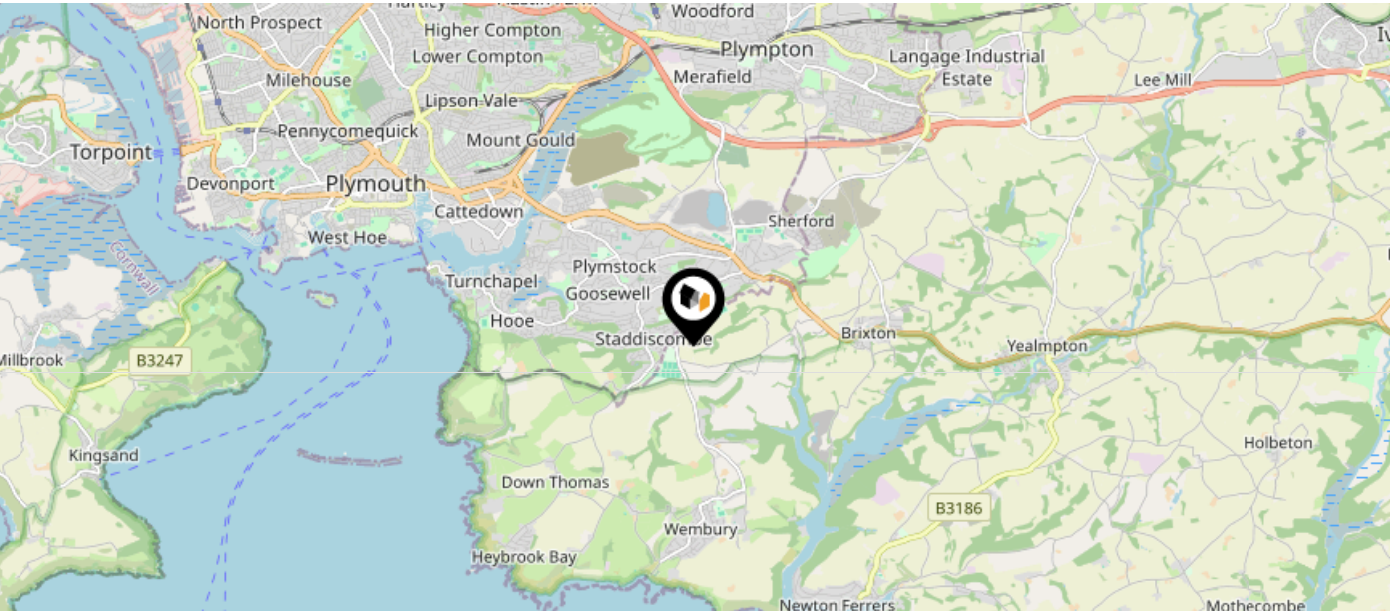 North Prospect
Woodford
Higher Compton
Plympton
Lower Compton
Langage Industrial
Estate
Milehouse
Merafield
Lee Mill
Lipson Vale
Pennycomequick
Mount Gould
Torpoint
Devonport
Plymouth
Cattedown
Sherford
West Hoe
Cornwall
Plymstock
Turnchapel
Goosewell
Hooe
Brixton
Staddiscombe
Yealmpton
Millbrook
B3247
Holbeton
Kingsand
Down Thomas
B3186
Wembury
Heybrook Bay
Newton Ferrers
Mothecombe